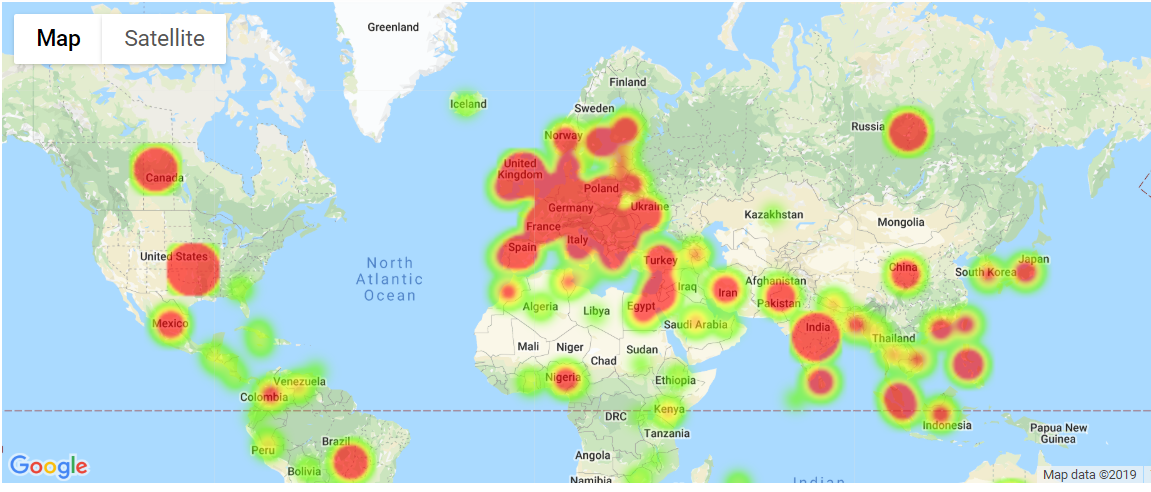 Map Satellite
Greenland
Iceland
Finland
Sweden
Norway
Russia
United
Kingdom
Canada
Poland
Germany
Ukraine
Kazakhstan
Mongolia
France
Spain
Italy
United States
North
Atlantic
Ocean
Turkey
China
South Korea
Japan
Afghanistan
Iraq
Iran
Pakistan
Algeria
Libya
Egypt
Saudi Arabia
Mexico
India
Thailand
Mali
Niger
Chad
Sudan
Nigeria
Ethiopia
Venezuela
Colombia
DRC
Kenya
Tanzania
Indonesia
Papua New
Guinea
Brazil
Peru
Angola
Bolivia
Namibia
Indian
Google
Map data ©2019